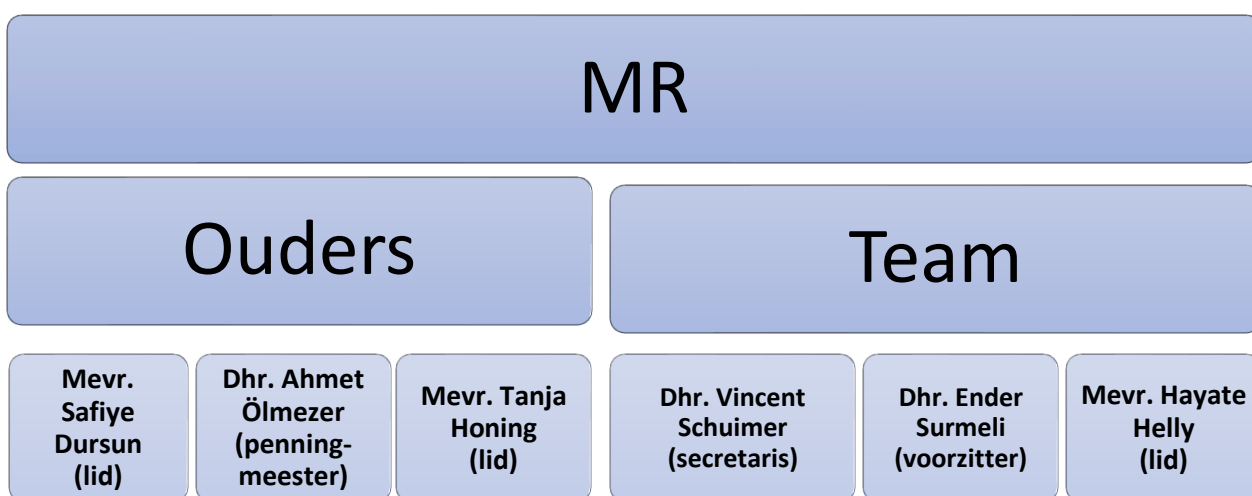 MR
Ouders
Team
Mevr.
Safiye
Dursun
(lid)
Dhr. Ahmet
Ölmezer
(penning-
meester)
Mevr. Tanja
Honing
(lid)
Dhr. Vincent
Schuimer
(secretaris)
Dhr. Ender
Surmeli
(voorzitter)
Mevr. Hayate
Helly
(lid)